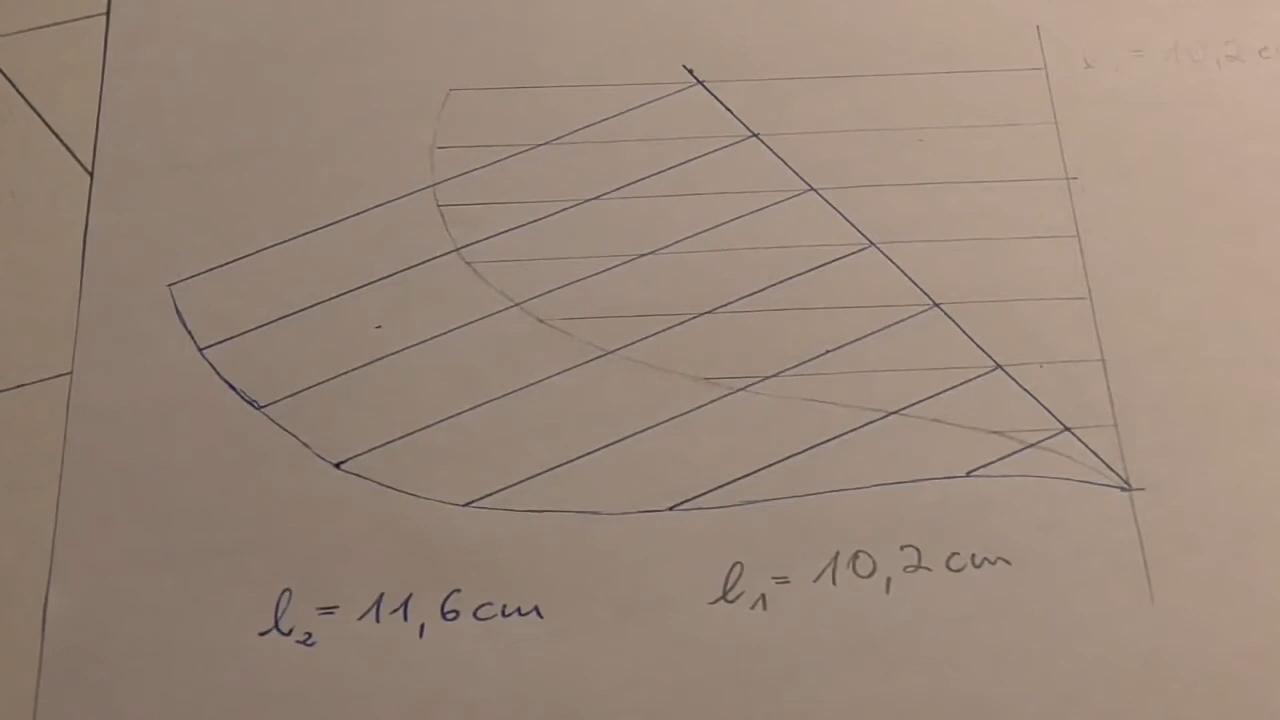 l₁ = 10,2 cm
l₂ = 11,6 cm